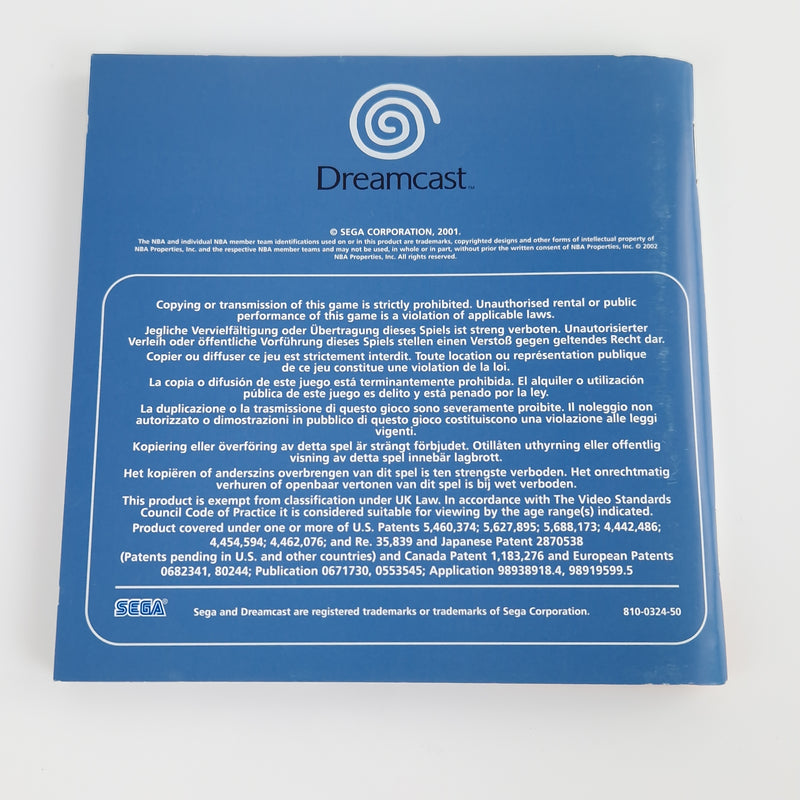 Dreamcast™
© SEGA CORPORATION, 2001.
The NBA and individual NBA member team identifications used on or in this product are trademarks, copyrighted designs and other forms of intellectual property of
NBA Properties, Inc. and the respective NBA member teams and may not be used, in whole or in part, without prior the written consent of NBA Properties, Inc. © 2002
NBA Properties, Inc. All rights reserved.
Copying or transmission of this game is strictly prohibited. Unauthorised rental or public
performance of this game is a violation of applicable laws.
Jegliche Vervielfältigung oder Übertragung dieses Spiels ist streng verboten. Unautorisierter
Verleih oder öffentliche Vorführung dieses Spiels stellen einen Verstoß gegen geltendes Recht dar.
Copier ou diffuser ce jeu est strictement interdit. Toute location ou représentation publique
de ce jeu constitue une violation de la loi.
La copia o difusión de este juego está terminantemente prohibida. El alquiler o utilización
pública de este juego es delito y está penado por la ley.
La duplicazione o la trasmissione di questo gioco sono severamente proibite. Il noleggio non
autorizzato o dimostrazioni in pubblico di questo gioco costituiscono una violazione alle leggi
vigenti.
Kopiering eller överföring av detta spel är strängt förbjudet. Otillåten uthyrning eller offentlig
visning av detta spel innebär lagbrott.
Het kopiëren of anderszins overbrengen van dit spel is ten strengste verboden. Het onrechtmatig
verhuren of openbaar vertonen van dit spel is bij wet verboden.
This product is exempt from classification under UK Law. In accordance with The Video Standards
Council Code of Practice it is considered suitable for viewing by the age range(s) indicated.
Product covered under one or more of U.S. Patents 5,460,374; 5,627,895; 5,688,173; 4,442,486;
4,454,594; 4,462,076; and Re. 35,839 and Japanese Patent 2870538
(Patents pending in U.S. and other countries) and Canada Patent 1,183,276 and European Patents
0682341, 80244; Publication 0671730, 0553545; Application 98938918.4, 98919599.5
SEGA® Sega and Dreamcast are registered trademarks or trademarks of Sega Corporation. 810-0324-50